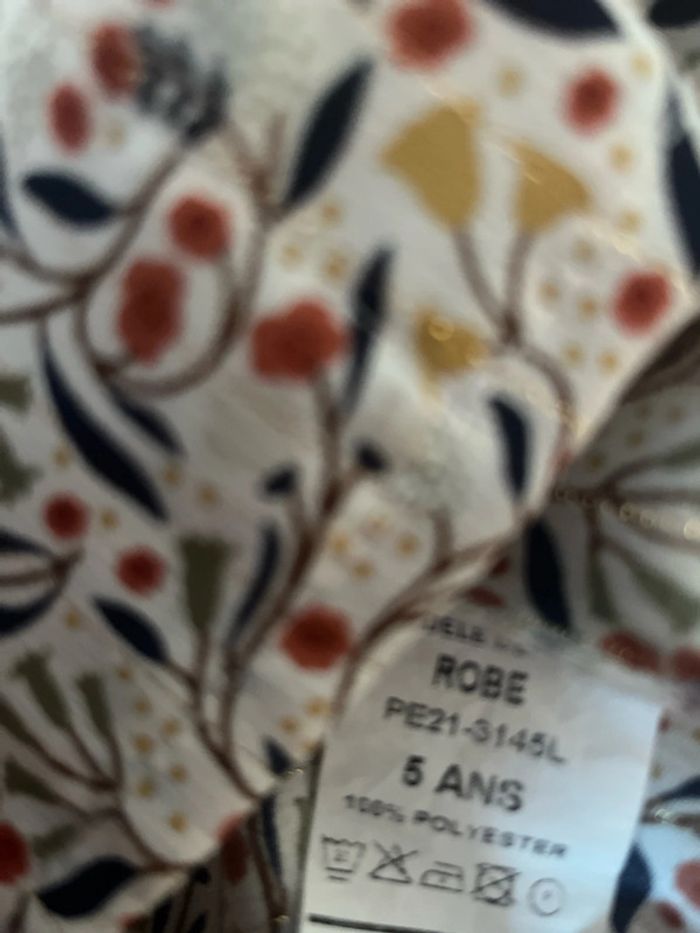 ROBE
PE21-3145L
5 ANS
100% POLYESTER